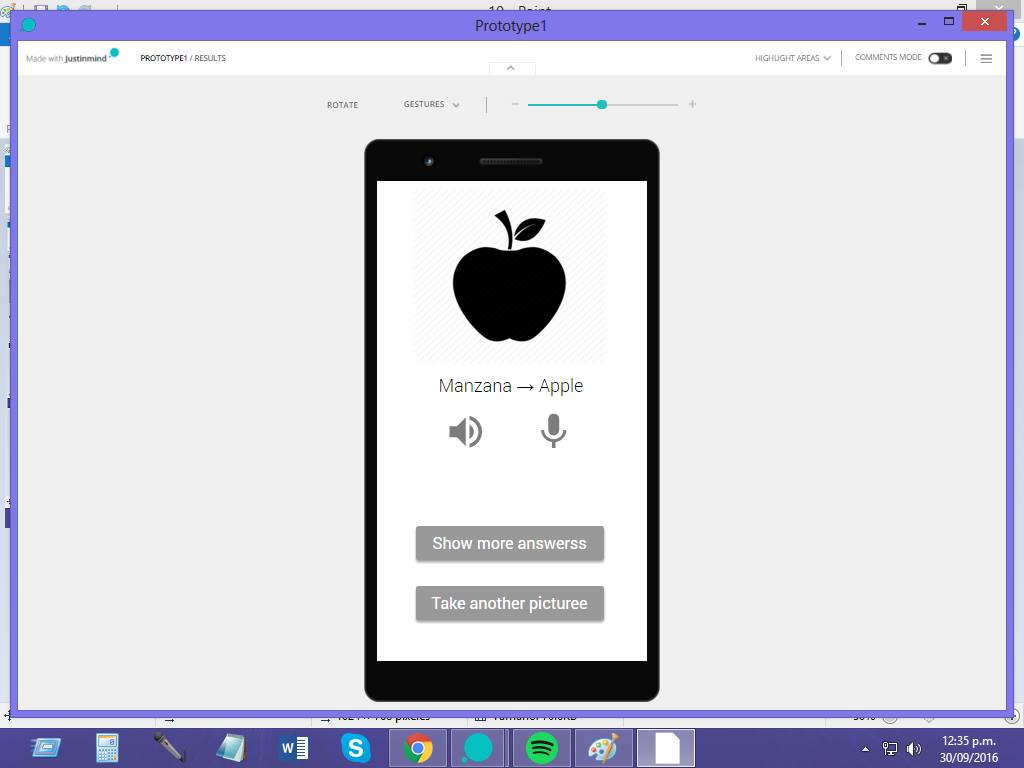 Prototype1
Made with Justinmind
PROTOTYPE1 / RESULTS
HIGHLIGHT AREAS
COMMENTS MODE
ROTATE
GESTURES
Manzana → Apple
Show more answerss
Take another picturee
12:35 p.m.
30/09/2016